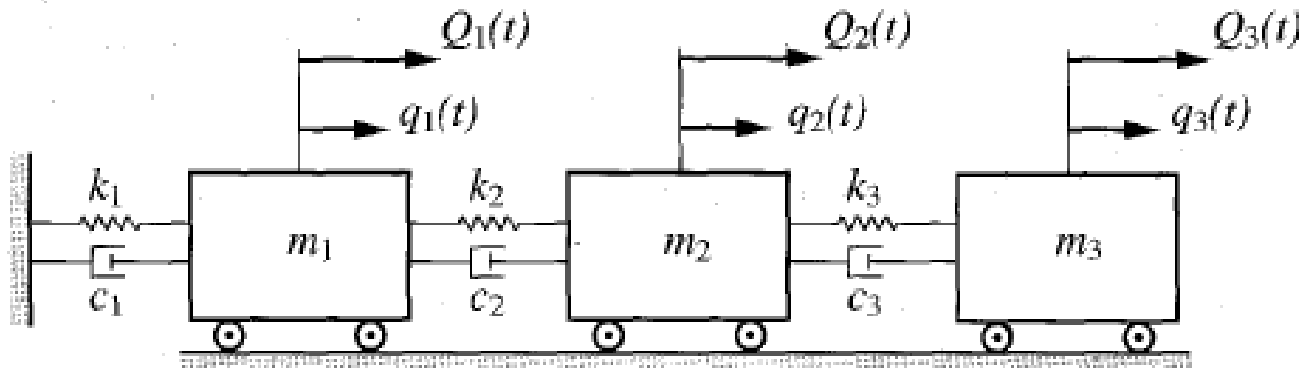 Q₁(t) Q₂(t) Q₃(t)
q₁(t) q₂(t) q₃(t)
k₁ k₂ k₃
m₁ m₂ m₃
c₁ c₂ c₃